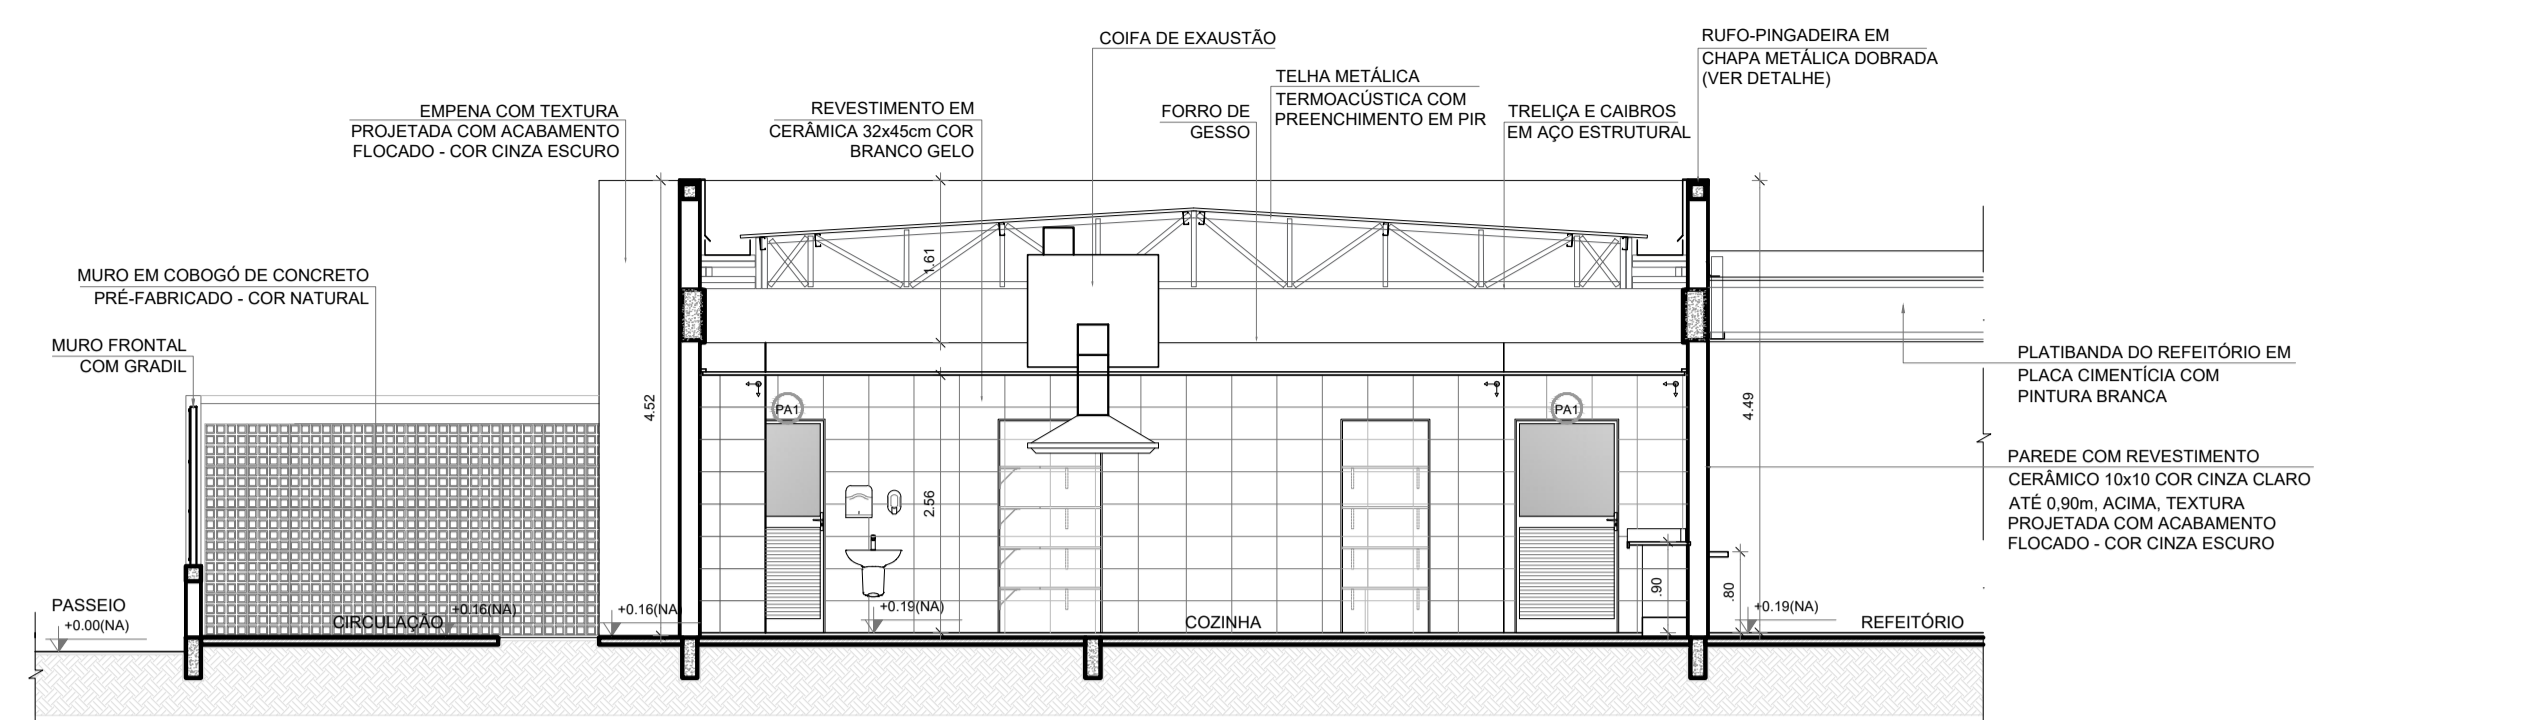 COIFA DE EXAUSTÃO
RUFO-PINGADEIRA EM
CHAPA METÁLICA DOBRADA
(VER DETALHE)
TELHA METÁLICA
TERMOACÚSTICA COM
PREENCHIMENTO EM PIR
EMPENA COM TEXTURA
PROJETADA COM ACABAMENTO
FLOCADO - COR CINZA ESCURO
REVESTIMENTO EM
CERÂMICA 32x45cm COR
BRANCO GELO
FORRO DE
GESSO
TRELIÇA E CAIBROS
EM AÇO ESTRUTURAL
MURO EM COBOGÓ DE CONCRETO
PRÉ-FABRICADO - COR NATURAL
MURO FRONTAL
COM GRADIL
1.61
PLATIBANDA DO REFEITÓRIO EM
PLACA CIMENTÍCIA COM
PINTURA BRANCA
4.52
PA1
PA1
4.49
PAREDE COM REVESTIMENTO
CERÂMICO 10x10 COR CINZA CLARO
ATÉ 0,90m, ACIMA, TEXTURA
PROJETADA COM ACABAMENTO
FLOCADO - COR CINZA ESCURO
2.56
.90
.80
PASSEIO
+0.00(NA)
CIRCULAÇÃO
+0.16(NA)
+0.16(NA)
+0.19(NA)
COZINHA
+0.19(NA)
REFEITÓRIO